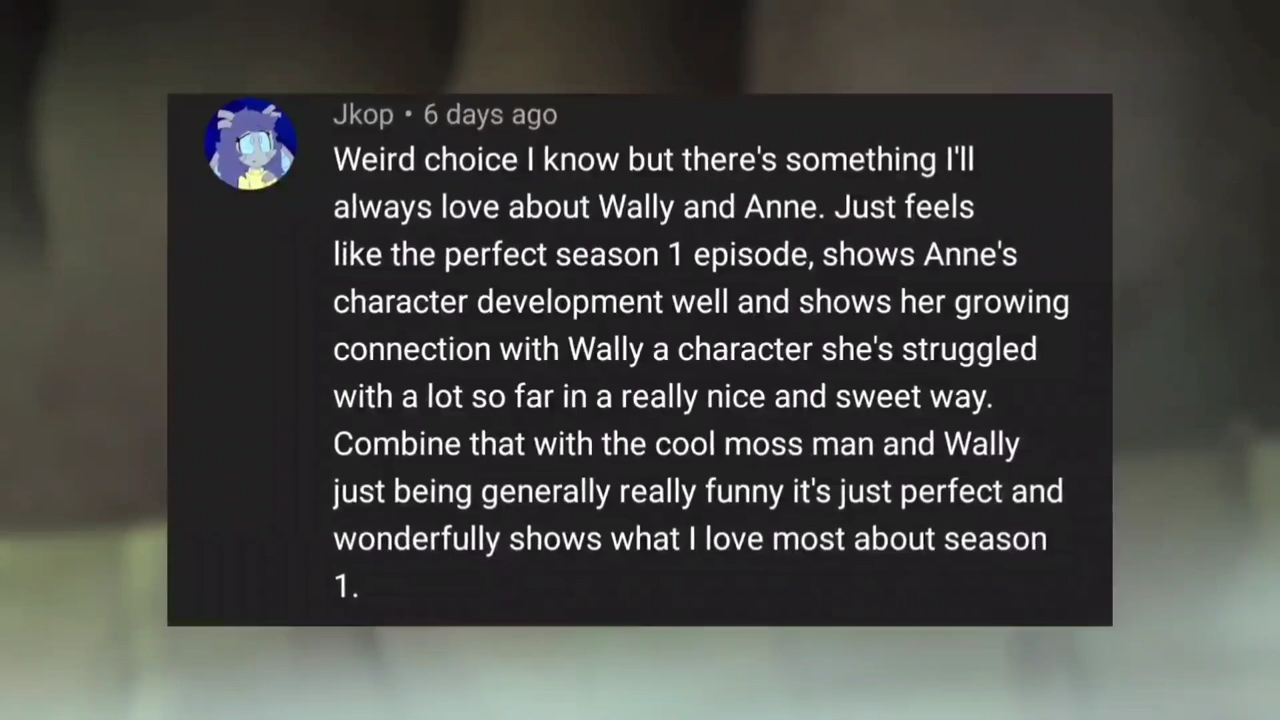 Jkop • 6 days ago
Weird choice I know but there's something I'll
always love about Wally and Anne. Just feels
like the perfect season 1 episode, shows Anne's
character development well and shows her growing
connection with Wally a character she's struggled
with a lot so far in a really nice and sweet way.
Combine that with the cool moss man and Wally
just being generally really funny it's just perfect and
wonderfully shows what I love most about season
1.